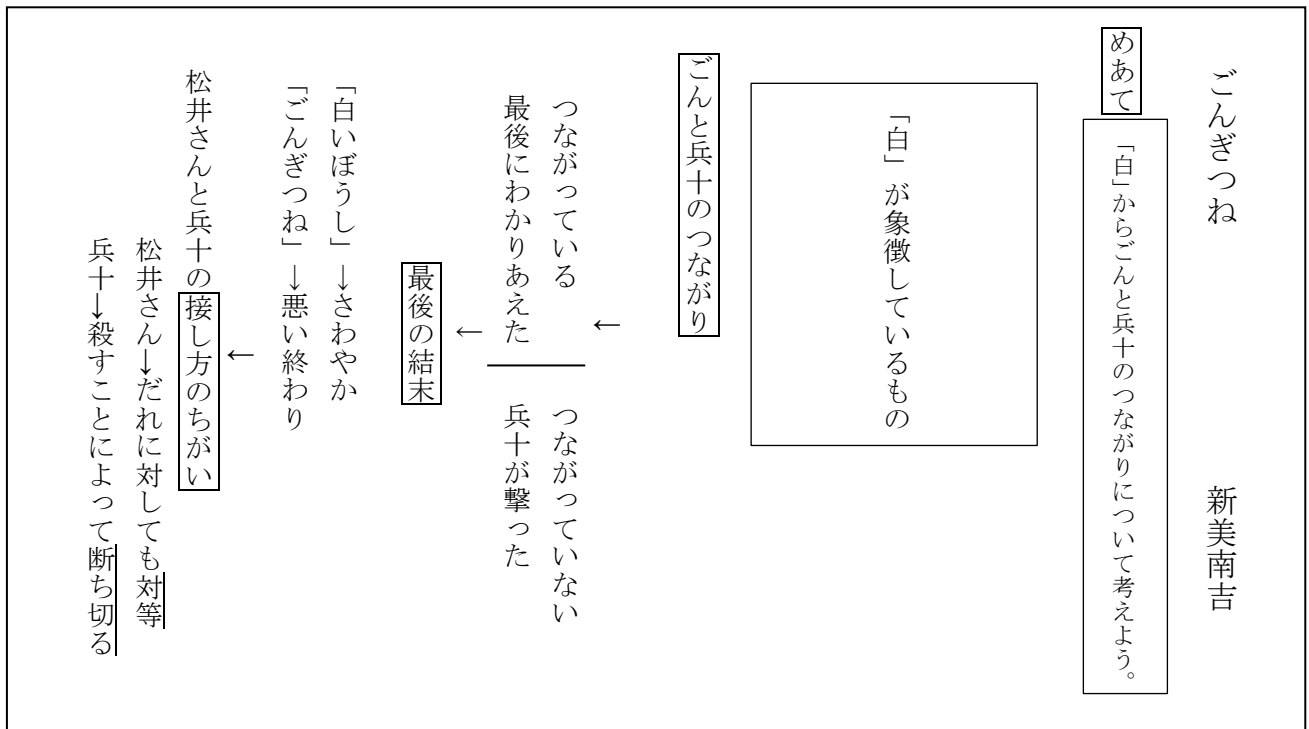 ごんぎつね 新美南吉
めあて
「白」からごんと兵十のつながりについて考えよう。
「白」が象徴しているもの
ごんと兵十のつながり
↓
つながっている
最後にわかりあえた
つながっていない
兵十が撃った
↓
最後の結末
「白いぼうし」→さわやか
「ごんぎつね」→悪い終わり
↓
松井さんと兵十の接し方のちがい
松井さん→だれに対しても対等
兵十→殺すことによって断ち切る